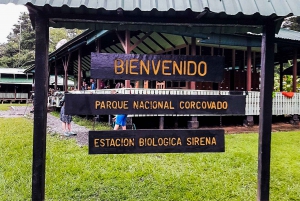 BIENVENIDO
PARQUE NACIONAL CORCOVADO
ESTACION BIOLOGICA SIRENA